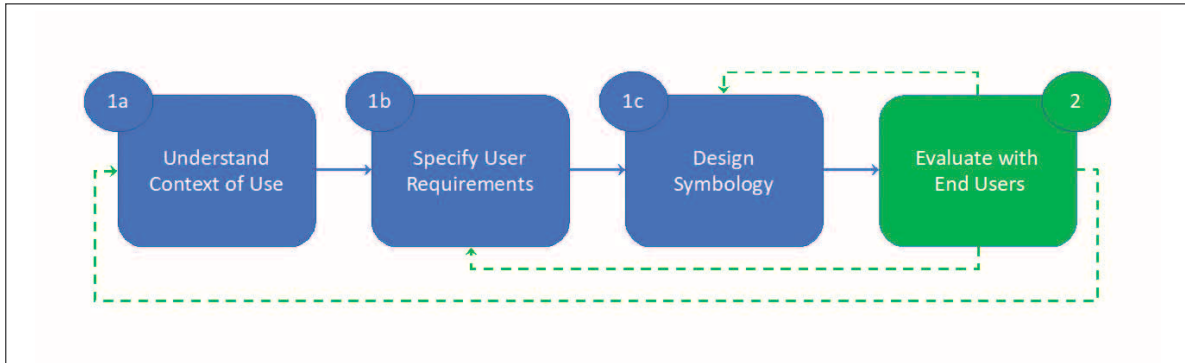 1a
Understand
Context of Use
1b
Specify User
Requirements
1c
Design
Symbology
2
Evaluate with
End Users